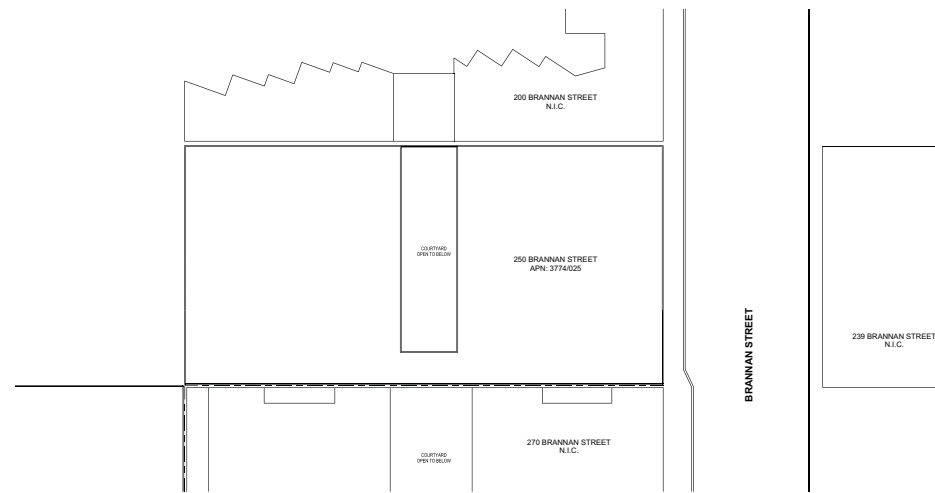 200 BRANNAN STREET
N.I.C.
COURTYARD
OPEN TO BELOW
250 BRANNAN STREET
APN: 3774/025
BRANNAN STREET
239 BRANNAN STREET
N.I.C.
270 BRANNAN STREET
N.I.C.
COURTYARD
OPEN TO BELOW